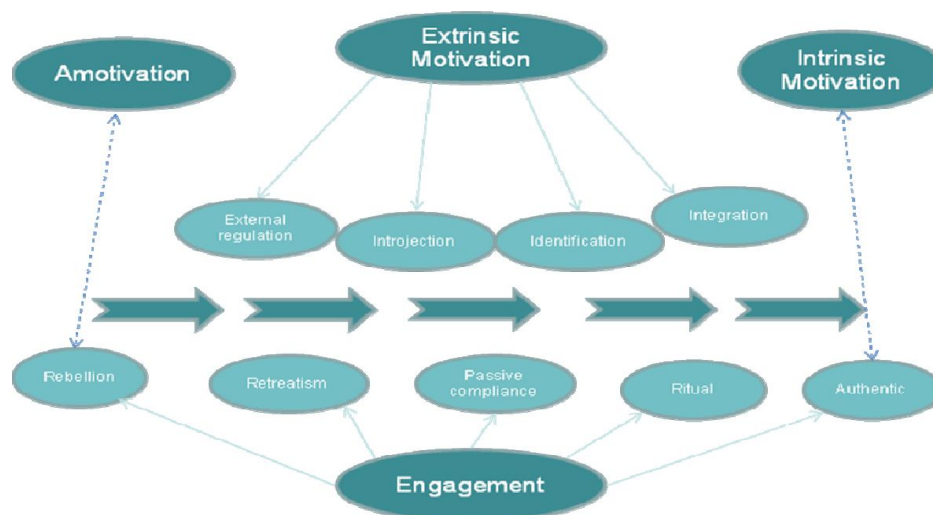 Amotivation
Extrinsic
Motivation
Intrinsic
Motivation
External
regulation
Introjection
Identification
Integration
Rebellion
Retreatism
Passive
compliance
Ritual
Authentic
Engagement